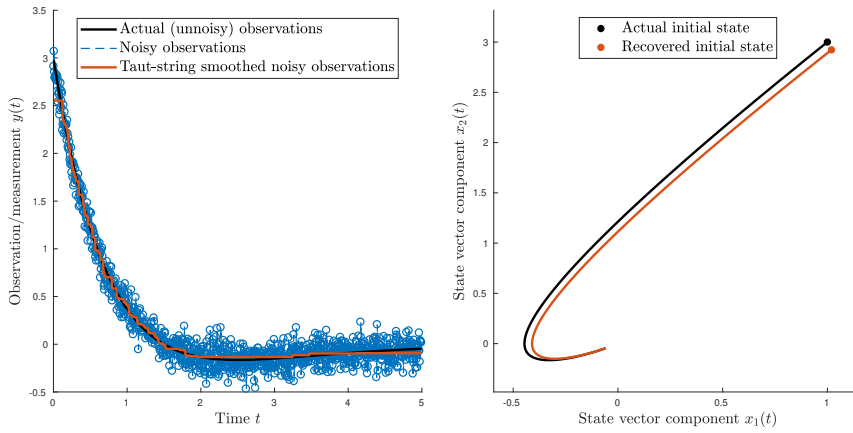 Actual (unnoisy) observations
Noisy observations
Taut-string smoothed noisy observations
Observation/measurement y(t)
3.5
3
2.5
2
1.5
1
0.5
0
-0.5
0
1
2
3
4
5
Time t
Actual initial state
Recovered initial state
State vector component x₂(t)
3
2.5
2
1.5
1
0.5
0
-0.5
0
0.5
1
State vector component x₁(t)